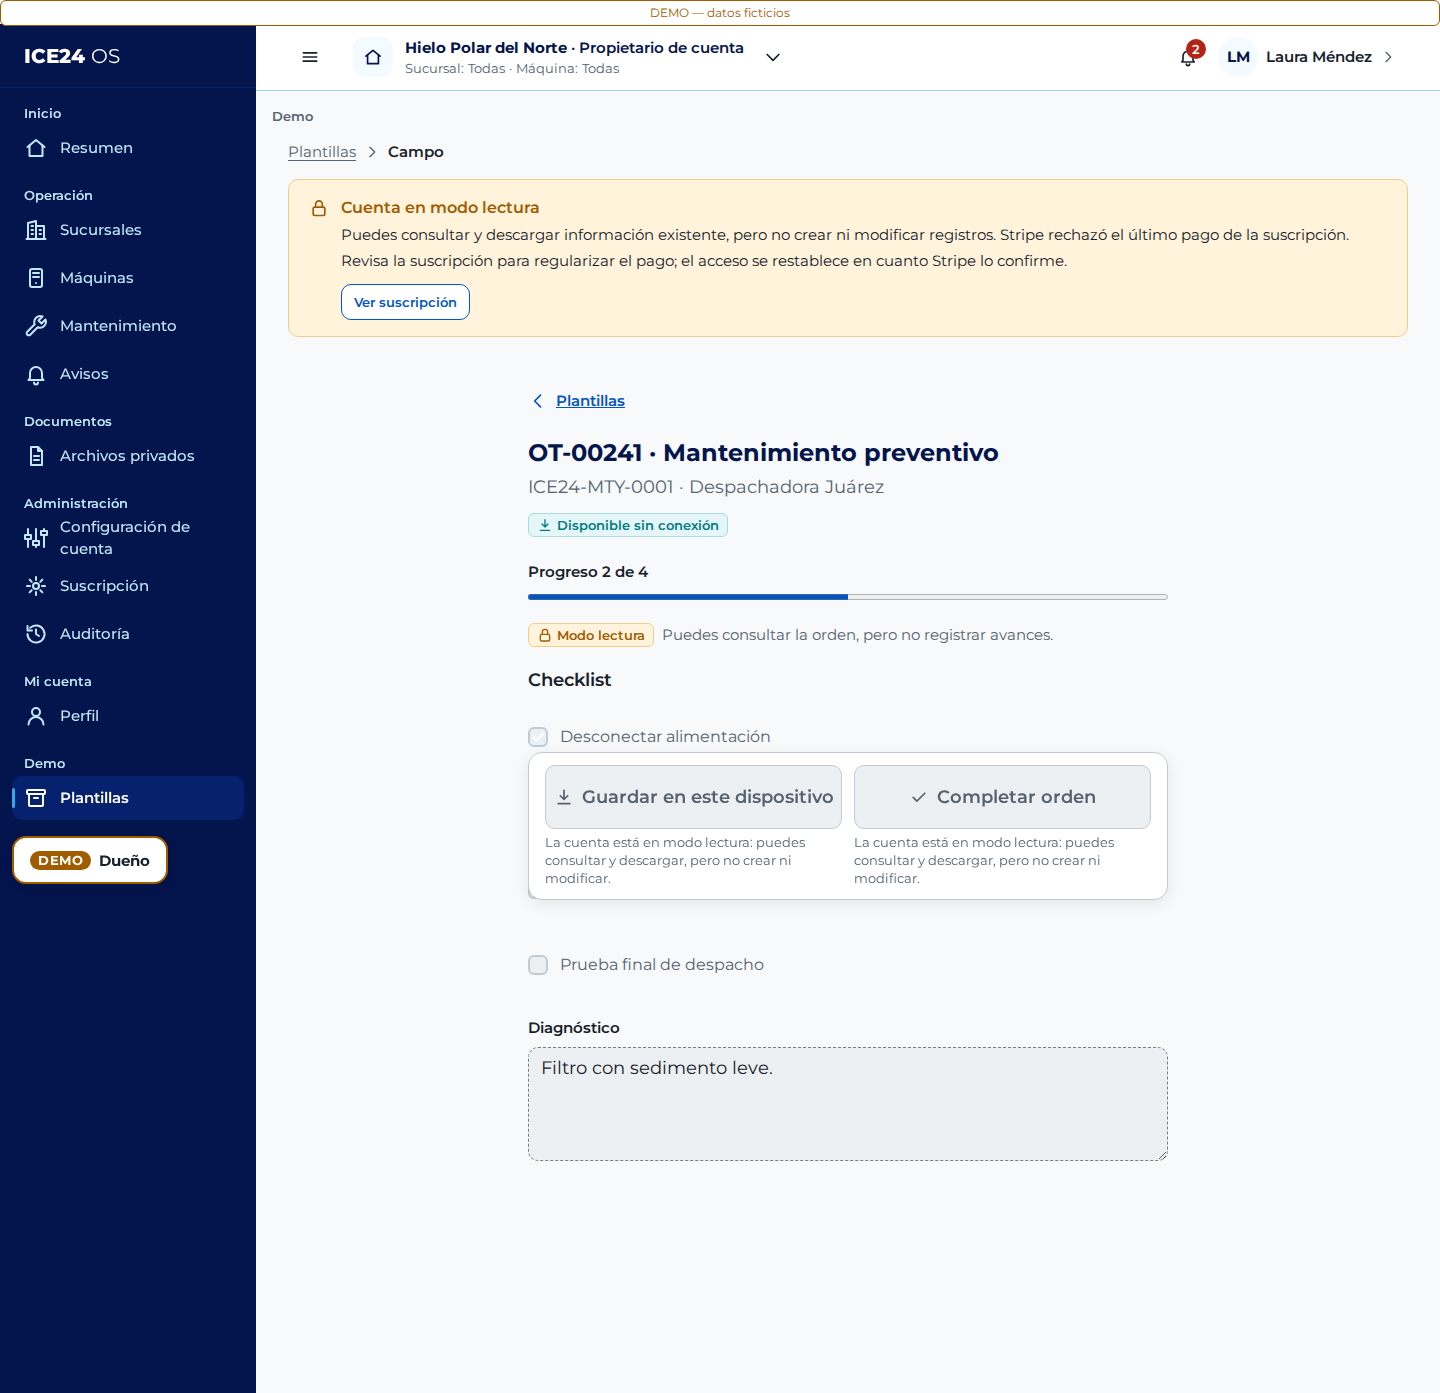 DEMO — datos ficticios
ICE24 OS
Inicio
Resumen
Operación
Sucursales
Máquinas
Mantenimiento
Avisos
Documentos
Archivos privados
Administración
Configuración de
cuenta
Suscripción
Auditoría
Mi cuenta
Perfil
Demo
Plantillas
DEMO Dueño
Hielo Polar del Norte · Propietario de cuenta
Sucursal: Todas · Máquina: Todas
2
LM Laura Méndez
Demo
Plantillas Campo
Cuenta en modo lectura
Puedes consultar y descargar información existente, pero no crear ni modificar registros. Stripe rechazó el último pago de la suscripción.
Revisa la suscripción para regularizar el pago; el acceso se restablece en cuanto Stripe lo confirme.
Ver suscripción
Plantillas
OT-00241 · Mantenimiento preventivo
ICE24-MTY-0001 · Despachadora Juárez
Disponible sin conexión
Progreso 2 de 4
Modo lectura Puedes consultar la orden, pero no registrar avances.
Checklist
Desconectar alimentación
Guardar en este dispositivo
La cuenta está en modo lectura: puedes
consultar y descargar, pero no crear ni
modificar.
Completar orden
La cuenta está en modo lectura: puedes
consultar y descargar, pero no crear ni
modificar.
Prueba final de despacho
Diagnóstico
Filtro con sedimento leve.